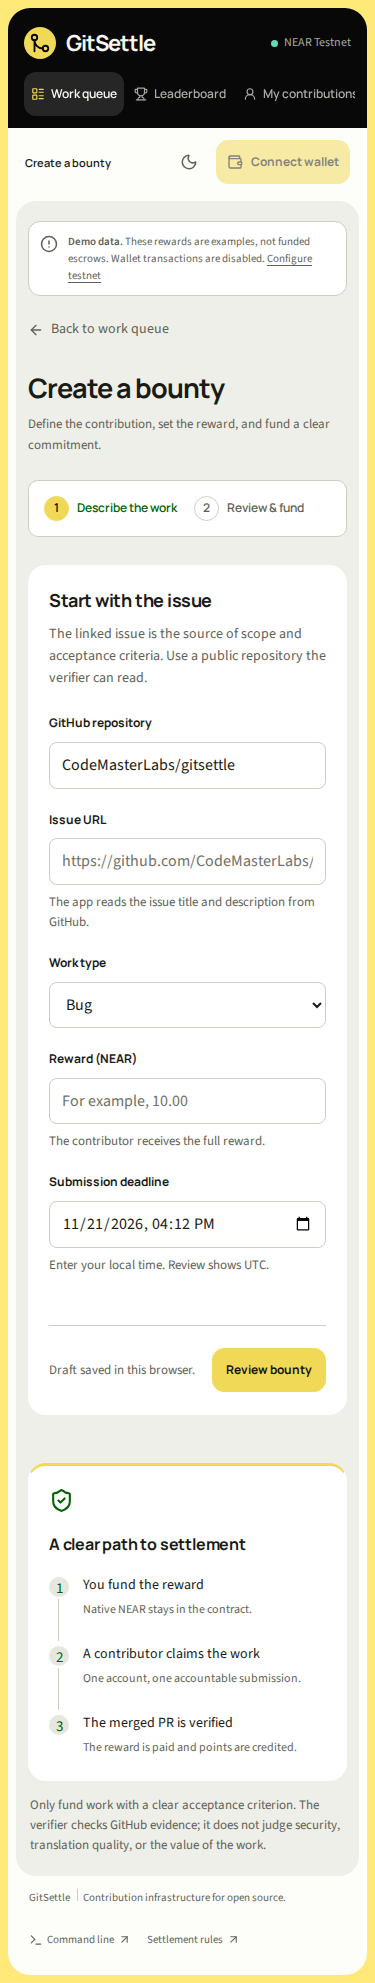 GitSettle
NEAR Testnet
Work queue
Leaderboard
My contributions
Create a bounty
Connect wallet
Demo data. These rewards are examples, not funded
escrows. Wallet transactions are disabled. Configure
testnet
Back to work queue
Create a bounty
Define the contribution, set the reward, and fund a clear
commitment.
1 Describe the work
2 Review & fund
Start with the issue
The linked issue is the source of scope and
acceptance criteria. Use a public repository the
verifier can read.
GitHub repository
CodeMasterLabs/gitsettle
Issue URL
https://github.com/CodeMasterLabs/
The app reads the issue title and description from
GitHub.
Work type
Bug
Reward (NEAR)
For example, 10.00
The contributor receives the full reward.
Submission deadline
11/21/2026, 04:12 PM
Enter your local time. Review shows UTC.
Draft saved in this browser.
Review bounty
A clear path to settlement
1 You fund the reward
Native NEAR stays in the contract.
2 A contributor claims the work
One account, one accountable submission.
3 The merged PR is verified
The reward is paid and points are credited.
Only fund work with a clear acceptance criterion. The
verifier checks GitHub evidence; it does not judge security,
translation quality, or the value of the work.
GitSettle
Contribution infrastructure for open source.
Command line
Settlement rules